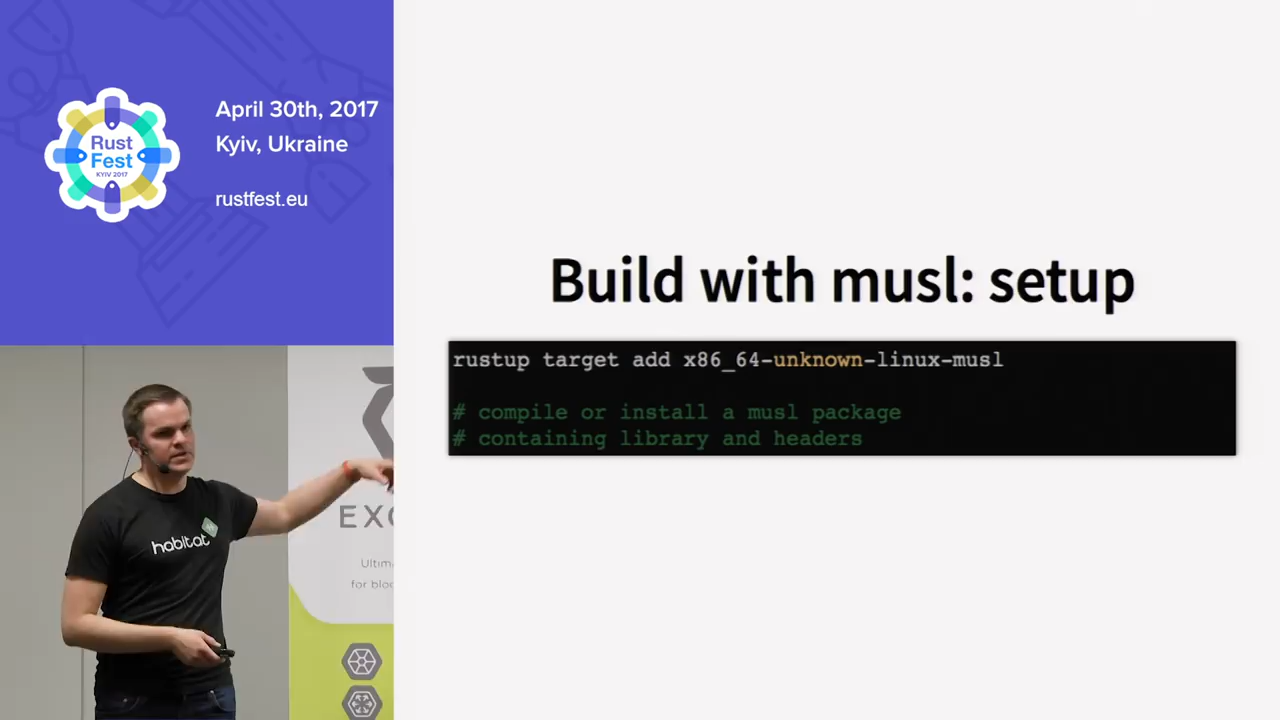 April 30th, 2017
Kyiv, Ukraine
rustfest.eu
Rust
Fest
KYIV 2017
Build with musl: setup
rustup target add x86_64-unknown-linux-musl
# compile or install a musl package
# containing library and headers
habitat